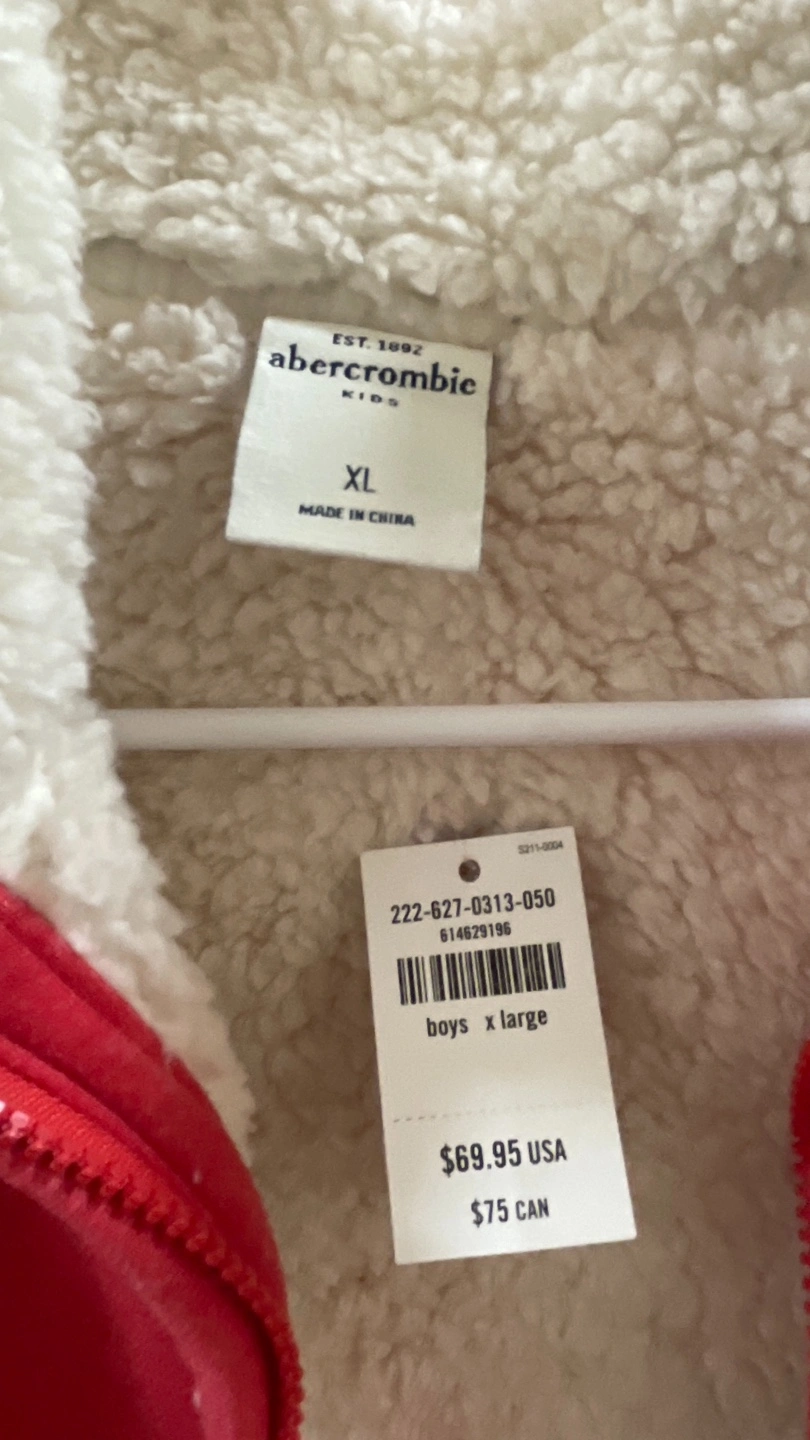 EST. 1892
abercrombie
KIDS
XL
MADE IN CHINA
S211-0004
222-627-0313-050
614629196
boys x large
$69.95 USA
$75 CAN